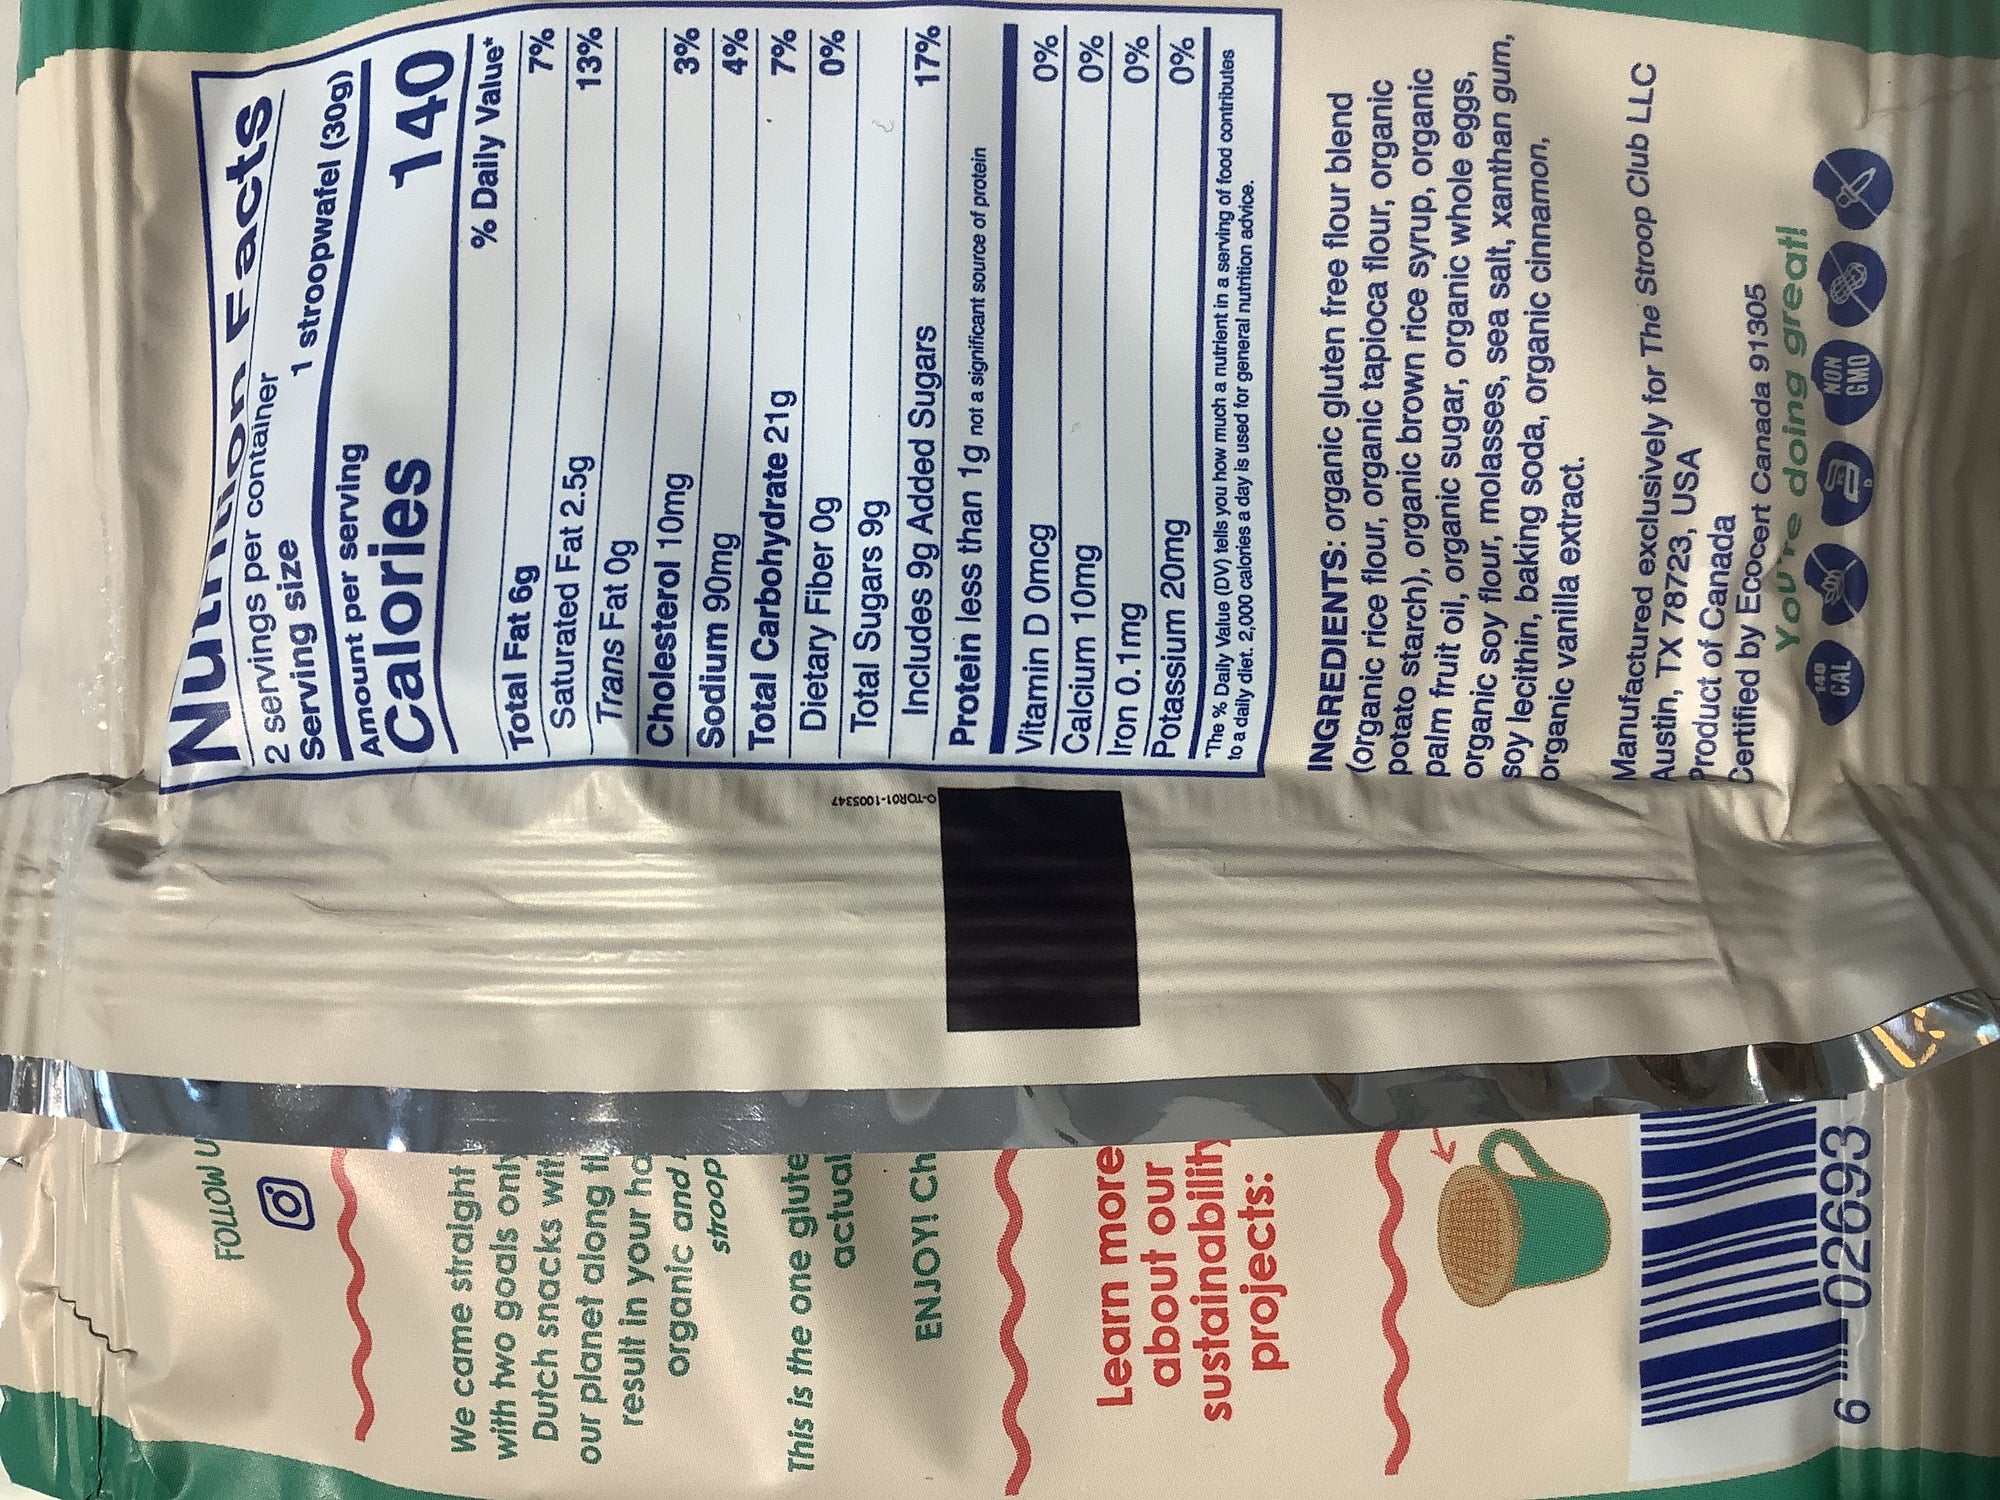 Nutrition Facts
2 servings per container
Serving size 1 stroopwafel (30g)
Amount per serving
Calories 140
% Daily Value*
Total Fat 6g 7%
Saturated Fat 2.5g 13%
Trans Fat 0g
Cholesterol 10mg 3%
Sodium 90mg 4%
Total Carbohydrate 21g 7%
Dietary Fiber 0g 0%
Total Sugars 9g
Includes 9g Added Sugars 17%
Protein less than 1g not a significant source of protein
Vitamin D 0mcg 0%
Calcium 10mg 0%
Iron 0.1mg 0%
Potassium 20mg 0%
*The % Daily Value (DV) tells you how much a nutrient in a serving of food contributes
to a daily diet. 2,000 calories a day is used for general nutrition advice.
INGREDIENTS: organic gluten free flour blend
(organic rice flour, organic tapioca flour, organic
potato starch), organic brown rice syrup, organic
palm fruit oil, organic sugar, organic whole eggs,
organic soy flour, molasses, sea salt, xanthan gum,
soy lecithin, baking soda, organic cinnamon,
organic vanilla extract.
Manufactured exclusively for The Stroop Club LLC
Austin, TX 78723, USA
Product of Canada
Certified by Ecocert Canada 91305
You're doing great!
140
CAL
NON
GMO
O-TOR01-1005347
FOLLOW U
We came straight
with two goals only
Dutch snacks wit
our planet along t
result in your ha
organic and
stroop
This is the one glute
actual
ENJOY! Ch
Learn more
about our
sustainability
projects:
6 02693